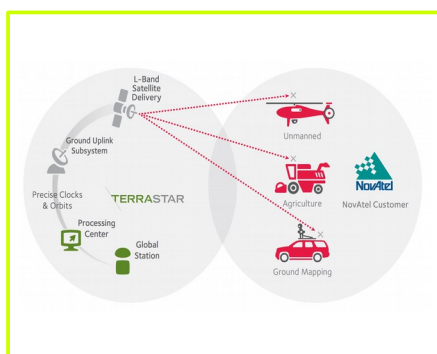 L-Band
Satellite
Delivery
Ground Uplink
Subsystem
Precise Clocks
& Orbits
TERRASTAR
Processing
Center
Global
Station
Unmanned
Agriculture
NovAtel
NovAtel Customer
Ground Mapping